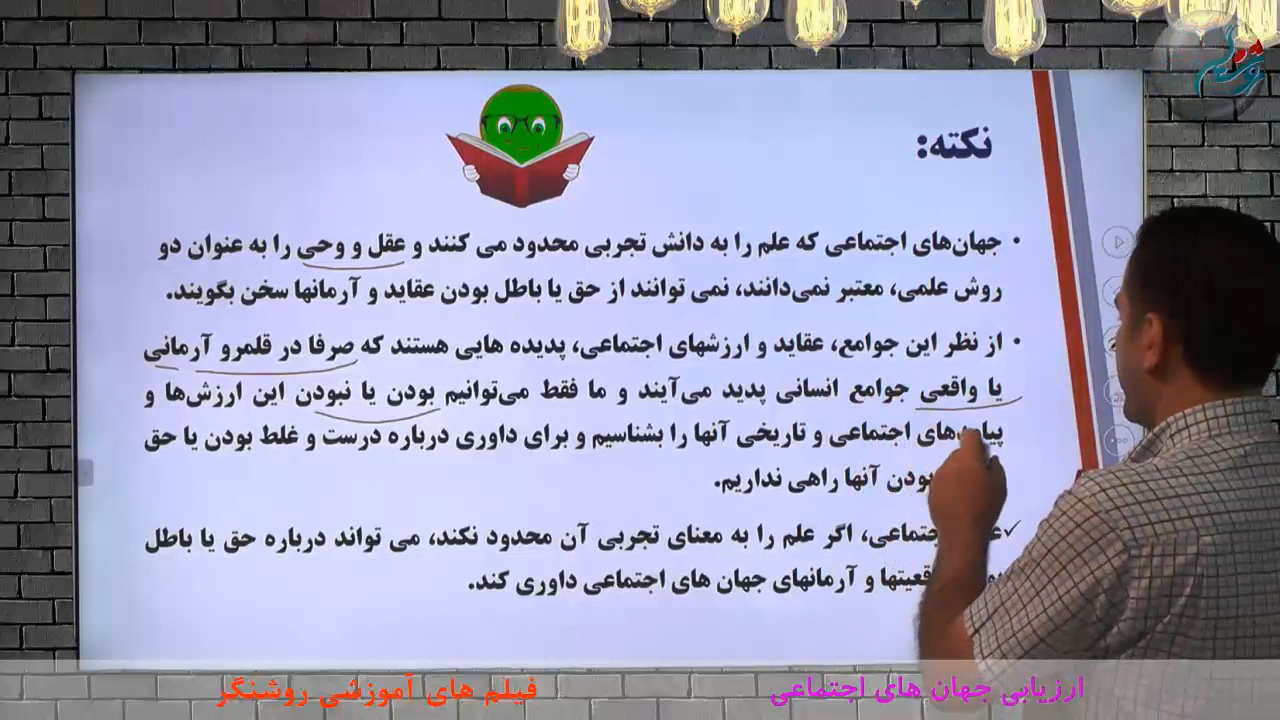 نکته:
• جهان‌های اجتماعی که علم را به دانش تجربی محدود می کنند و عقل و وحی را به عنوان دو
روش علمی، معتبر نمی‌دانند، نمی توانند از حق یا باطل بودن عقاید و آرمانها سخن بگویند.
• از نظر این جوامع، عقاید و ارزشهای اجتماعی، پدیده هایی هستند که صرفا در قلمرو آرمانی
یا واقعی جوامع انسانی پدید می‌آیند و ما فقط می‌توانیم بودن یا نبودن این ارزش‌ها و
اجتماعی و تاریخی آنها را بشناسیم و برای داوری درباره درست و غلط بودن یا حق
بودن آنها راهی نداریم.
✓ اجتماعی، اگر علم را به معنای تجربی آن محدود نکند، می تواند درباره حق یا باطل
و آرمانهای جهان های اجتماعی داوری کند.
ارزیابی جهان های اجتماعی
فیلم های آموزشی روشنگر